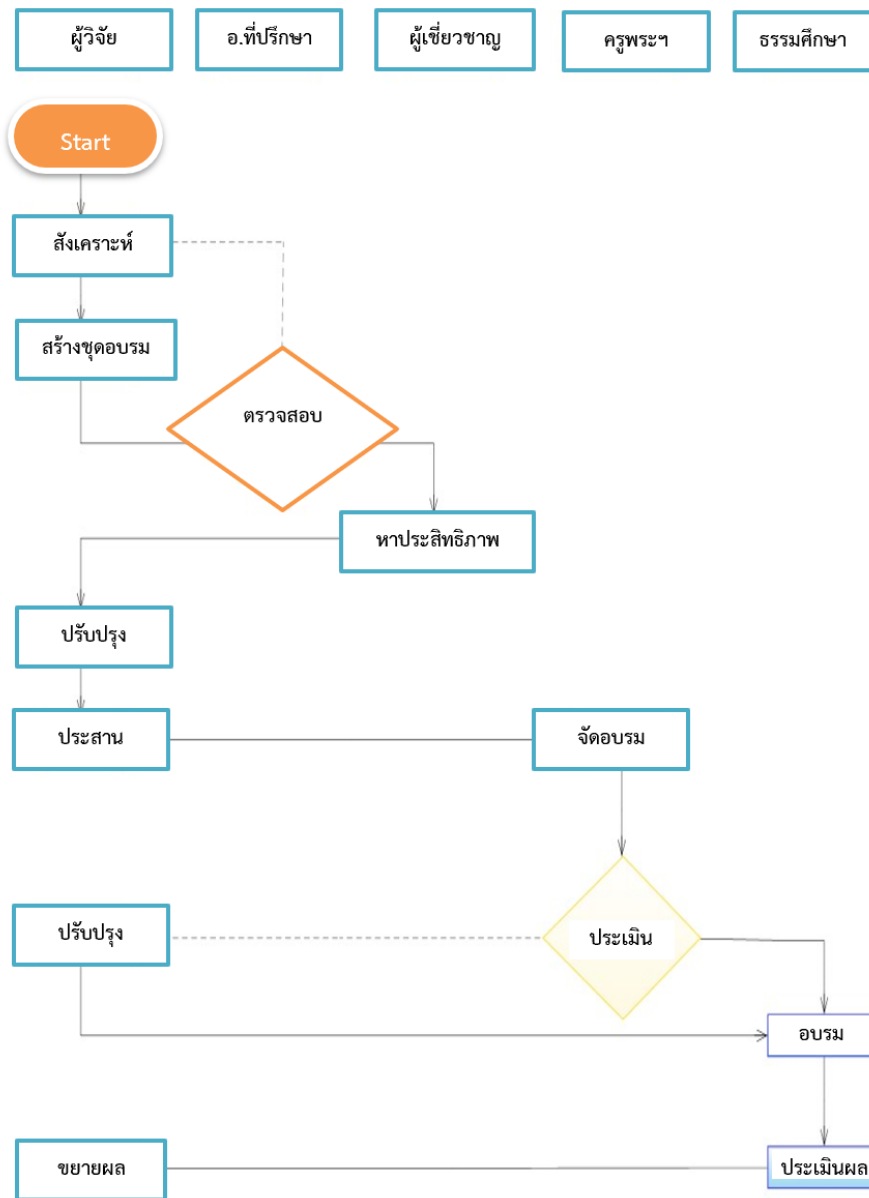 ผู้วิจัย
อ.ที่ปรึกษา
ผู้เชี่ยวชาญ
ครูพระฯ
ธรรมศึกษา
Start
สังเคราะห์
สร้างชุดอบรม
ตรวจสอบ
หาประสิทธิภาพ
ปรับปรุง
ประสาน
จัดอบรม
ปรับปรุง
ประเมิน
อบรม
ขยายผล
ประเมินผล